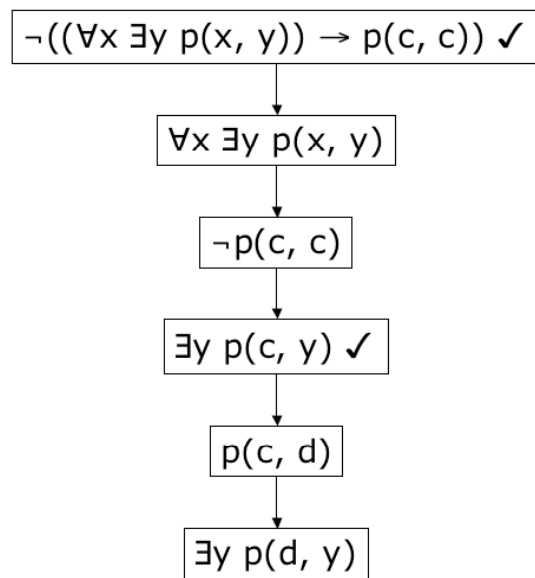 ¬((∀x ∃y p(x, y)) → p(c, c)) ✓
∀x ∃y p(x, y)
¬p(c, c)
∃y p(c, y) ✓
p(c, d)
∃y p(d, y)